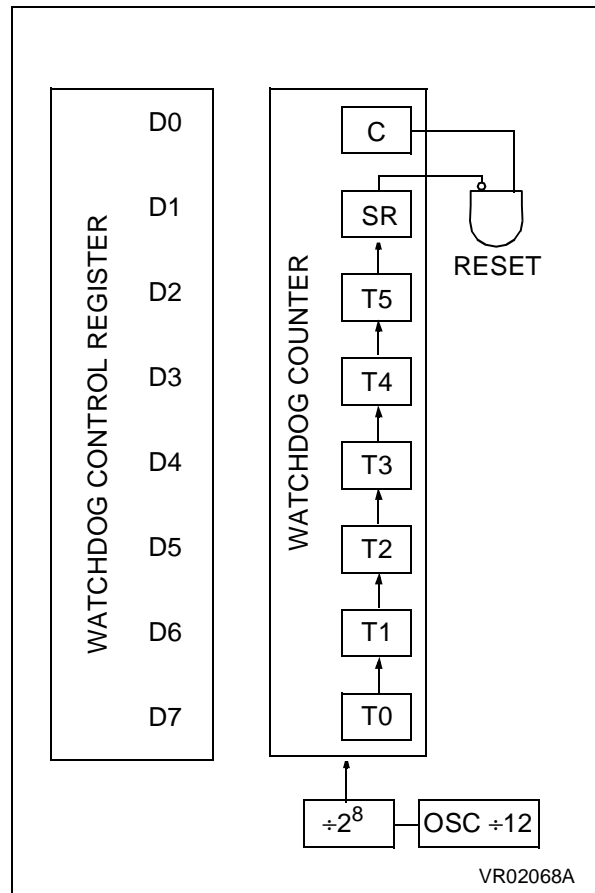 WATCHDOG CONTROL REGISTER
D0
D1
D2
D3
D4
D5
D6
D7
WATCHDOG COUNTER
C
SR
T5
T4
T3
T2
T1
T0
RESET
÷2⁸
OSC ÷12
VR02068A